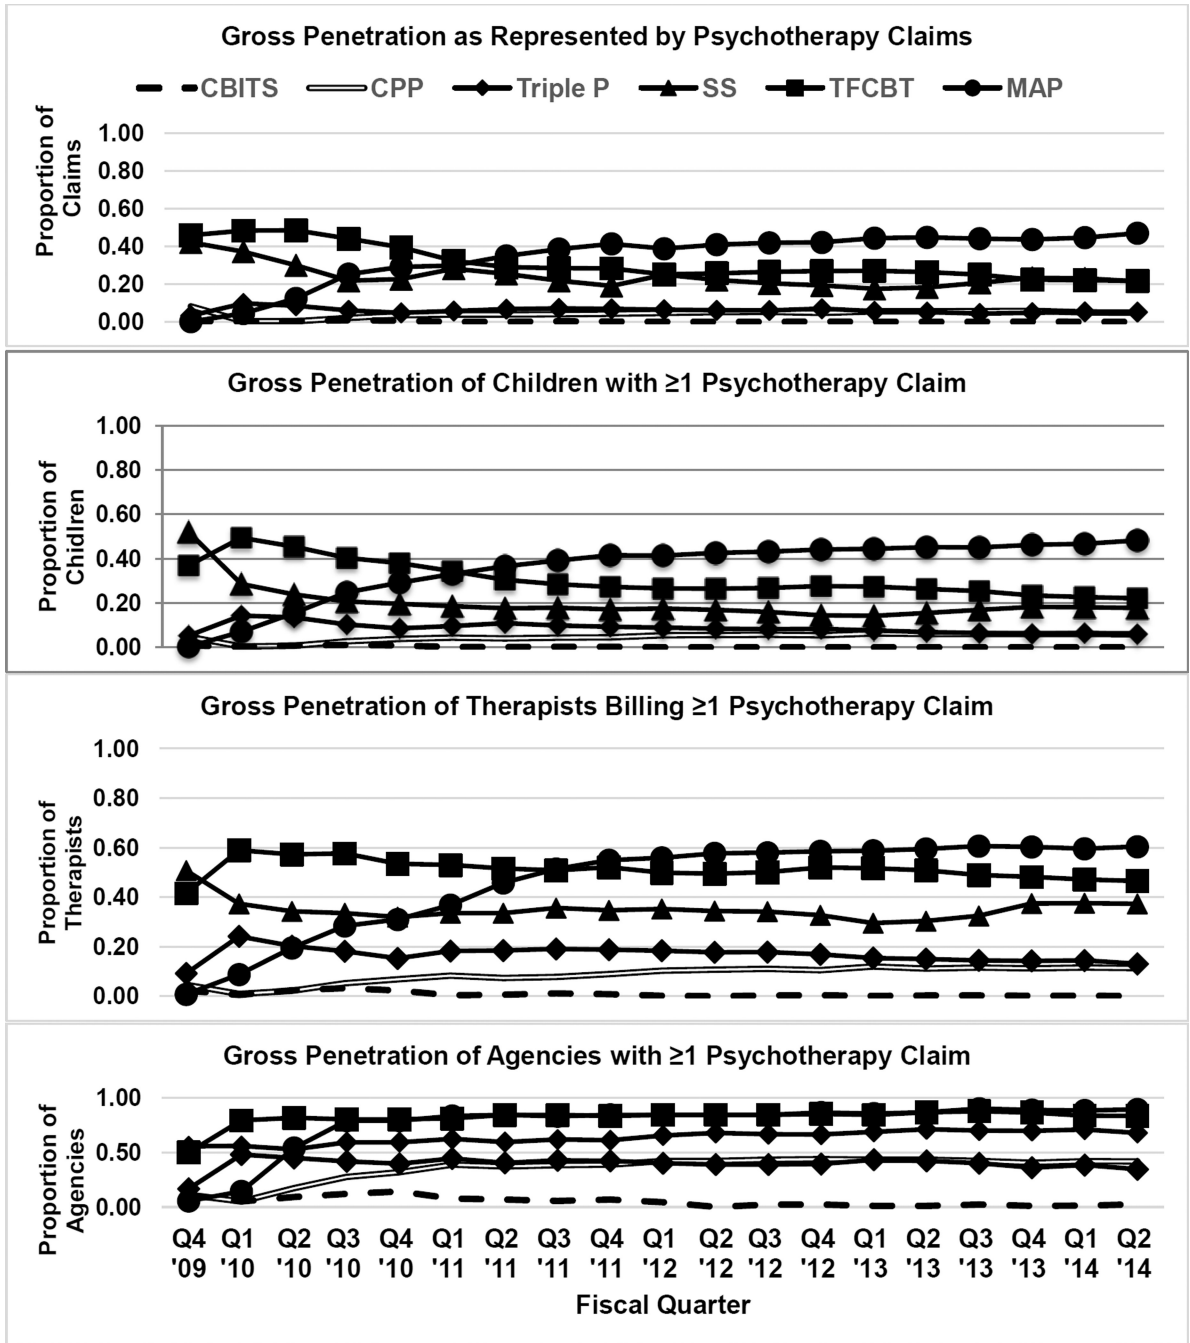 Gross Penetration as Represented by Psychotherapy Claims
CBITS CPP Triple P SS TFCBT MAP
Proportion of
Claims
1.00
0.80
0.60
0.40
0.20
0.00
Gross Penetration of Children with ≥1 Psychotherapy Claim
Proportion of
Chidlren
1.00
0.80
0.60
0.40
0.20
0.00
Gross Penetration of Therapists Billing ≥1 Psychotherapy Claim
Proportion of
Therapists
1.00
0.80
0.60
0.40
0.20
0.00
Gross Penetration of Agencies with ≥1 Psychotherapy Claim
Proportion of
Agencies
1.00
0.50
0.00
Q4 Q1 Q2 Q3 Q4 Q1 Q2 Q3 Q4 Q1 Q2 Q3 Q4 Q1 Q2 Q3 Q4 Q1 Q2
'09 '10 '10 '10 '10 '11 '11 '11 '11 '12 '12 '12 '12 '13 '13 '13 '13 '14 '14
Fiscal Quarter